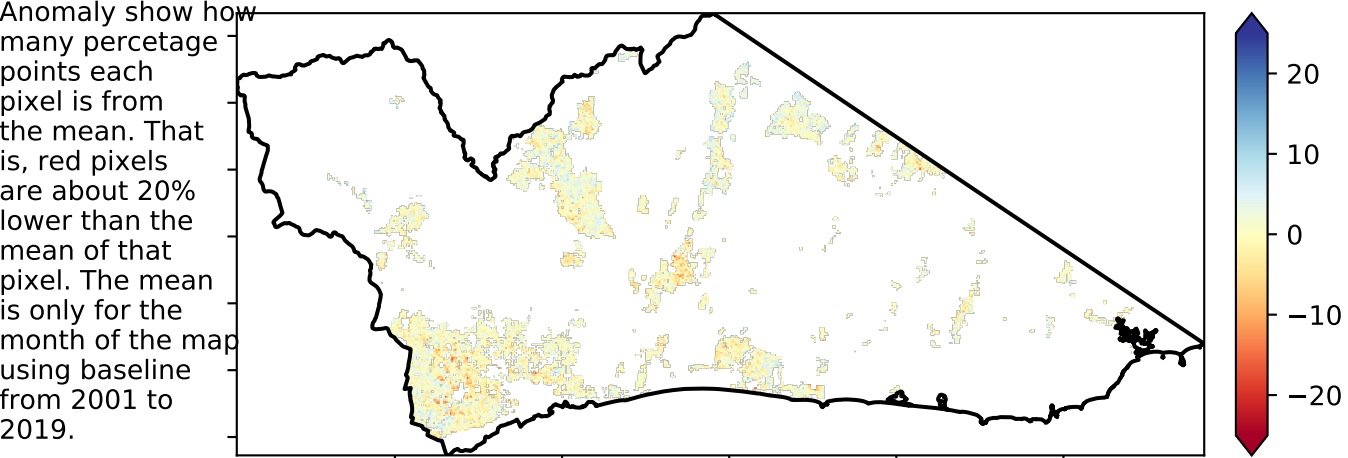 Anomaly show how
many percetage
points each
pixel is from
the mean. That
is, red pixels
are about 20%
lower than the
mean of that
pixel. The mean
is only for the
month of the map
using baseline
from 2001 to
2019.
20
10
0
−10
−20